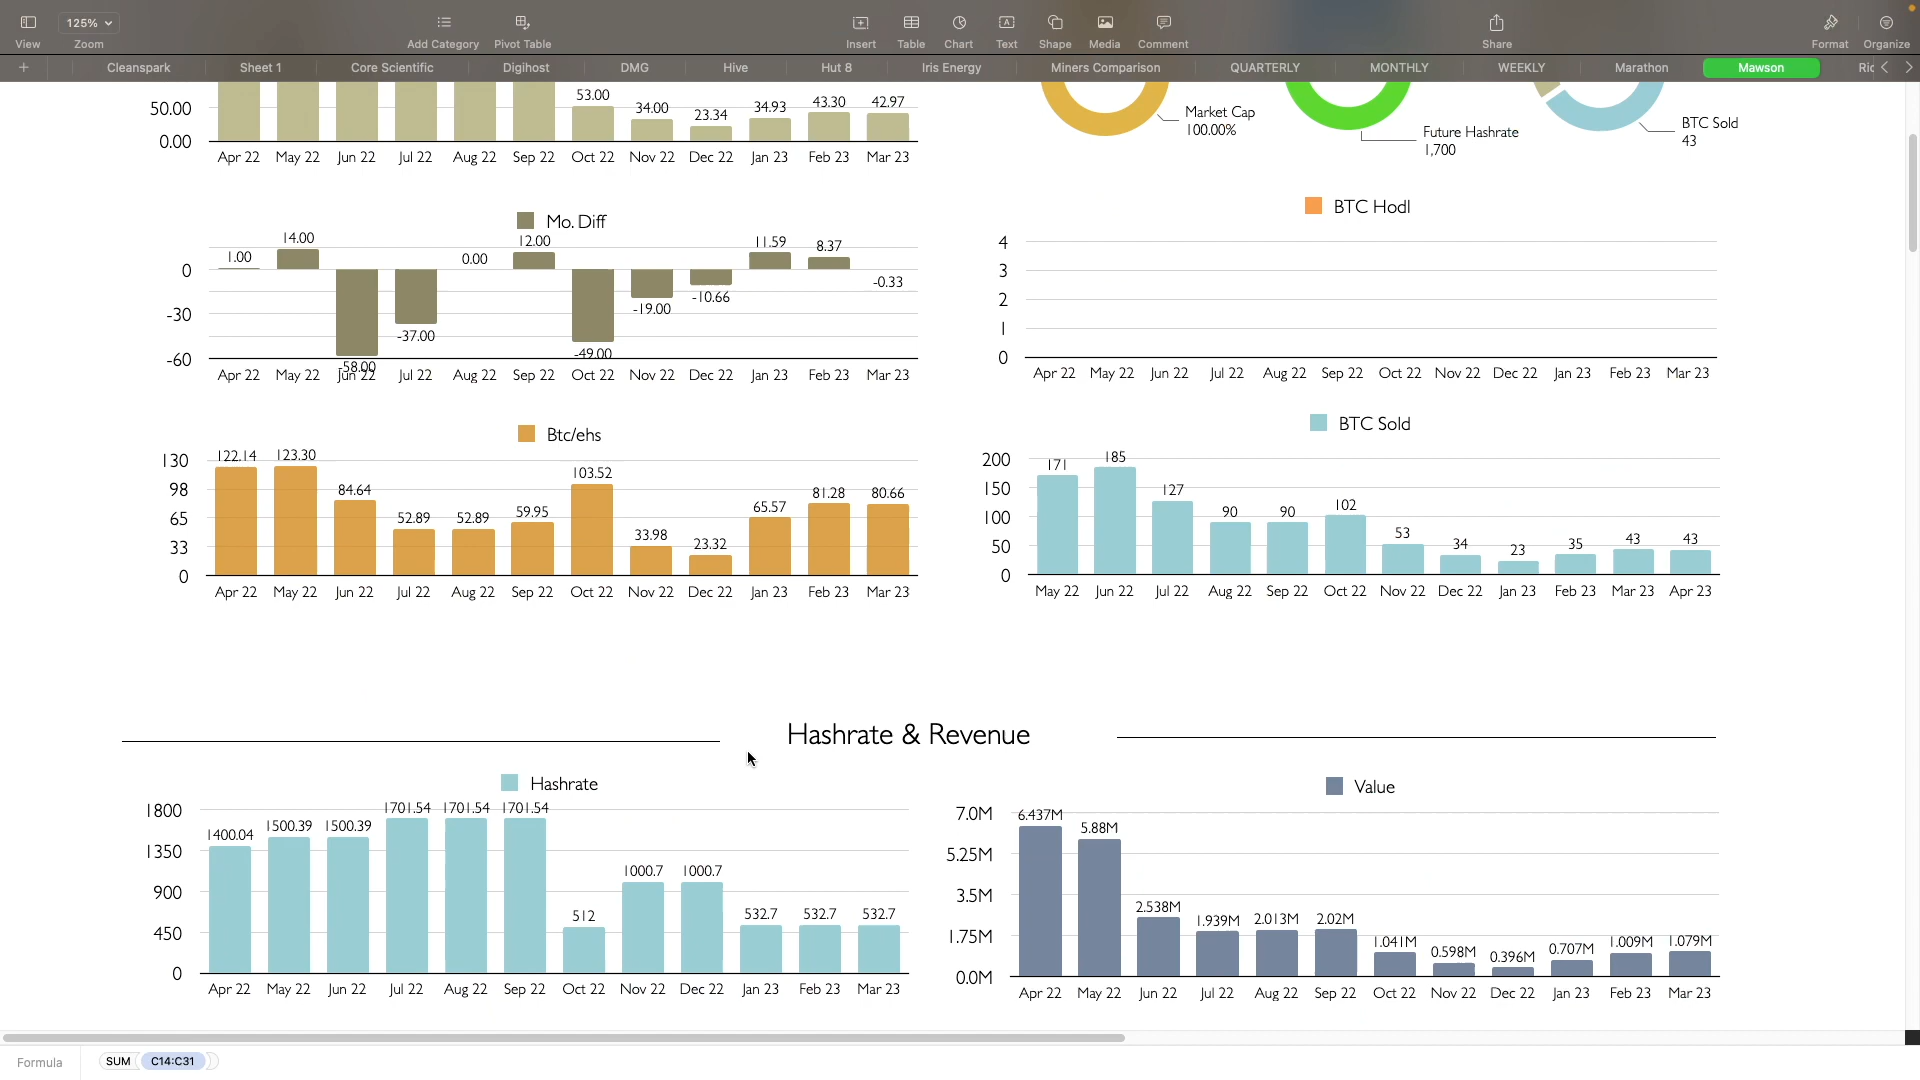 125%
View
Zoom
Add Category
Pivot Table
Insert
Table
Chart
Text
Shape
Media
Comment
Share
Format
Organize
+ Cleanspark Sheet 1 Core Scientific Digihost DMG Hive Hut 8 Iris Energy Miners Comparison QUARTERLY MONTHLY WEEKLY Marathon Mawson Ric
50.00
0.00
53.00 34.00 23.34 34.93 43.30 42.97
Apr 22 May 22 Jun 22 Jul 22 Aug 22 Sep 22 Oct 22 Nov 22 Dec 22 Jan 23 Feb 23 Mar 23
Market Cap
100.00%
Future Hashrate
1,700
BTC Sold
43
Mo. Diff
0
-30
-60
1.00 14.00 -58.00 -37.00 0.00 12.00 -49.00 -19.00 -10.66 11.59 8.37 -0.33
Apr 22 May 22 Jun 22 Jul 22 Aug 22 Sep 22 Oct 22 Nov 22 Dec 22 Jan 23 Feb 23 Mar 23
BTC Hodl
4
3
2
1
0
Apr 22 May 22 Jun 22 Jul 22 Aug 22 Sep 22 Oct 22 Nov 22 Dec 22 Jan 23 Feb 23 Mar 23
Btc/ehs
130
98
65
33
0
122.14 123.30 84.64 52.89 52.89 59.95 103.52 33.98 23.32 65.57 81.28 80.66
Apr 22 May 22 Jun 22 Jul 22 Aug 22 Sep 22 Oct 22 Nov 22 Dec 22 Jan 23 Feb 23 Mar 23
BTC Sold
200
150
100
50
0
171 185 127 90 90 102 53 34 23 35 43 43
May 22 Jun 22 Jul 22 Aug 22 Sep 22 Oct 22 Nov 22 Dec 22 Jan 23 Feb 23 Mar 23 Apr 23
Hashrate & Revenue
Hashrate
1800
1350
900
450
0
1400.04 1500.39 1500.39 1701.54 1701.54 1701.54 512 1000.7 1000.7 532.7 532.7 532.7
Apr 22 May 22 Jun 22 Jul 22 Aug 22 Sep 22 Oct 22 Nov 22 Dec 22 Jan 23 Feb 23 Mar 23
Value
7.0M
5.25M
3.5M
1.75M
0.0M
6.437M 5.88M 2.538M 1.939M 2.013M 2.02M 1.041M 0.598M 0.396M 0.707M 1.009M 1.079M
Apr 22 May 22 Jun 22 Jul 22 Aug 22 Sep 22 Oct 22 Nov 22 Dec 22 Jan 23 Feb 23 Mar 23
Formula SUM C14:C31